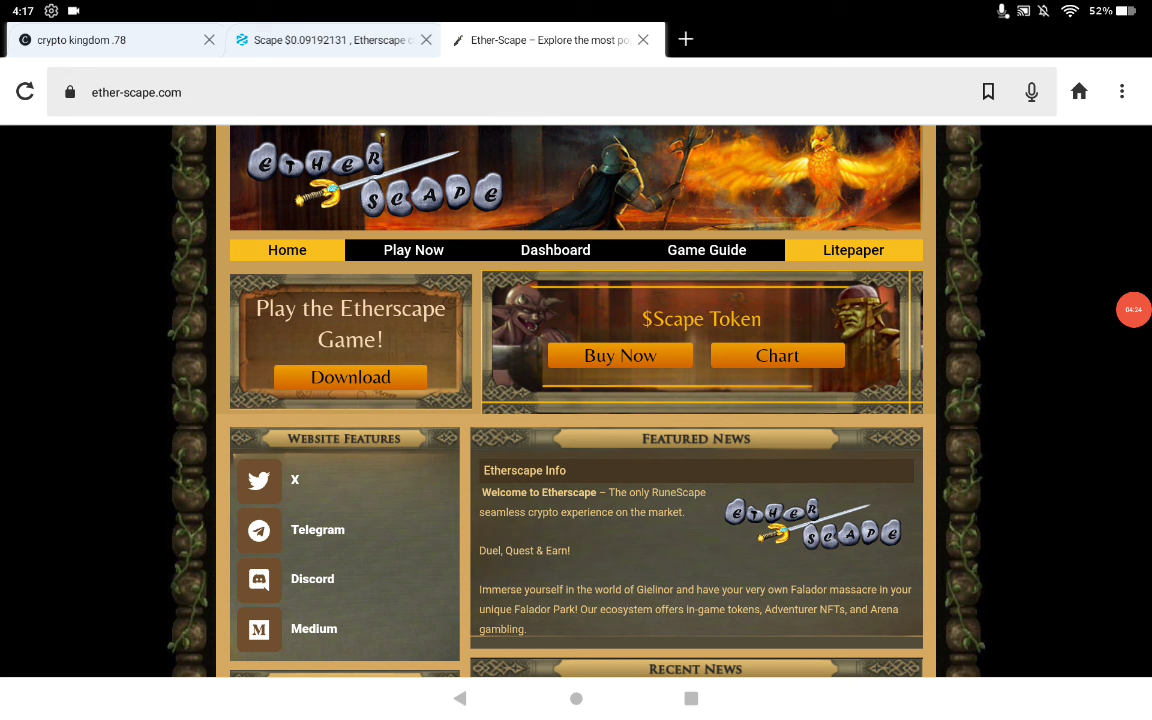 4:17
52%
crypto kingdom .78
Scape $0.09192131 , Etherscape c
Ether-Scape – Explore the most po
ether-scape.com
ETHER
SCAPE
Home
Play Now
Dashboard
Game Guide
Litepaper
Play the Etherscape
Game!
Download
$Scape Token
Buy Now
Chart
04:24
WEBSITE FEATURES
X
Telegram
Discord
M
Medium
FEATURED NEWS
Etherscape Info
Welcome to Etherscape – The only RuneScape
seamless crypto experience on the market.
ETHER
SCAPE
Duel, Quest & Earn!
Immerse yourself in the world of Gielinor and have your very own Falador massacre in your
unique Falador Park! Our ecosystem offers in-game tokens, Adventurer NFTs, and Arena
gambling.
RECENT NEWS